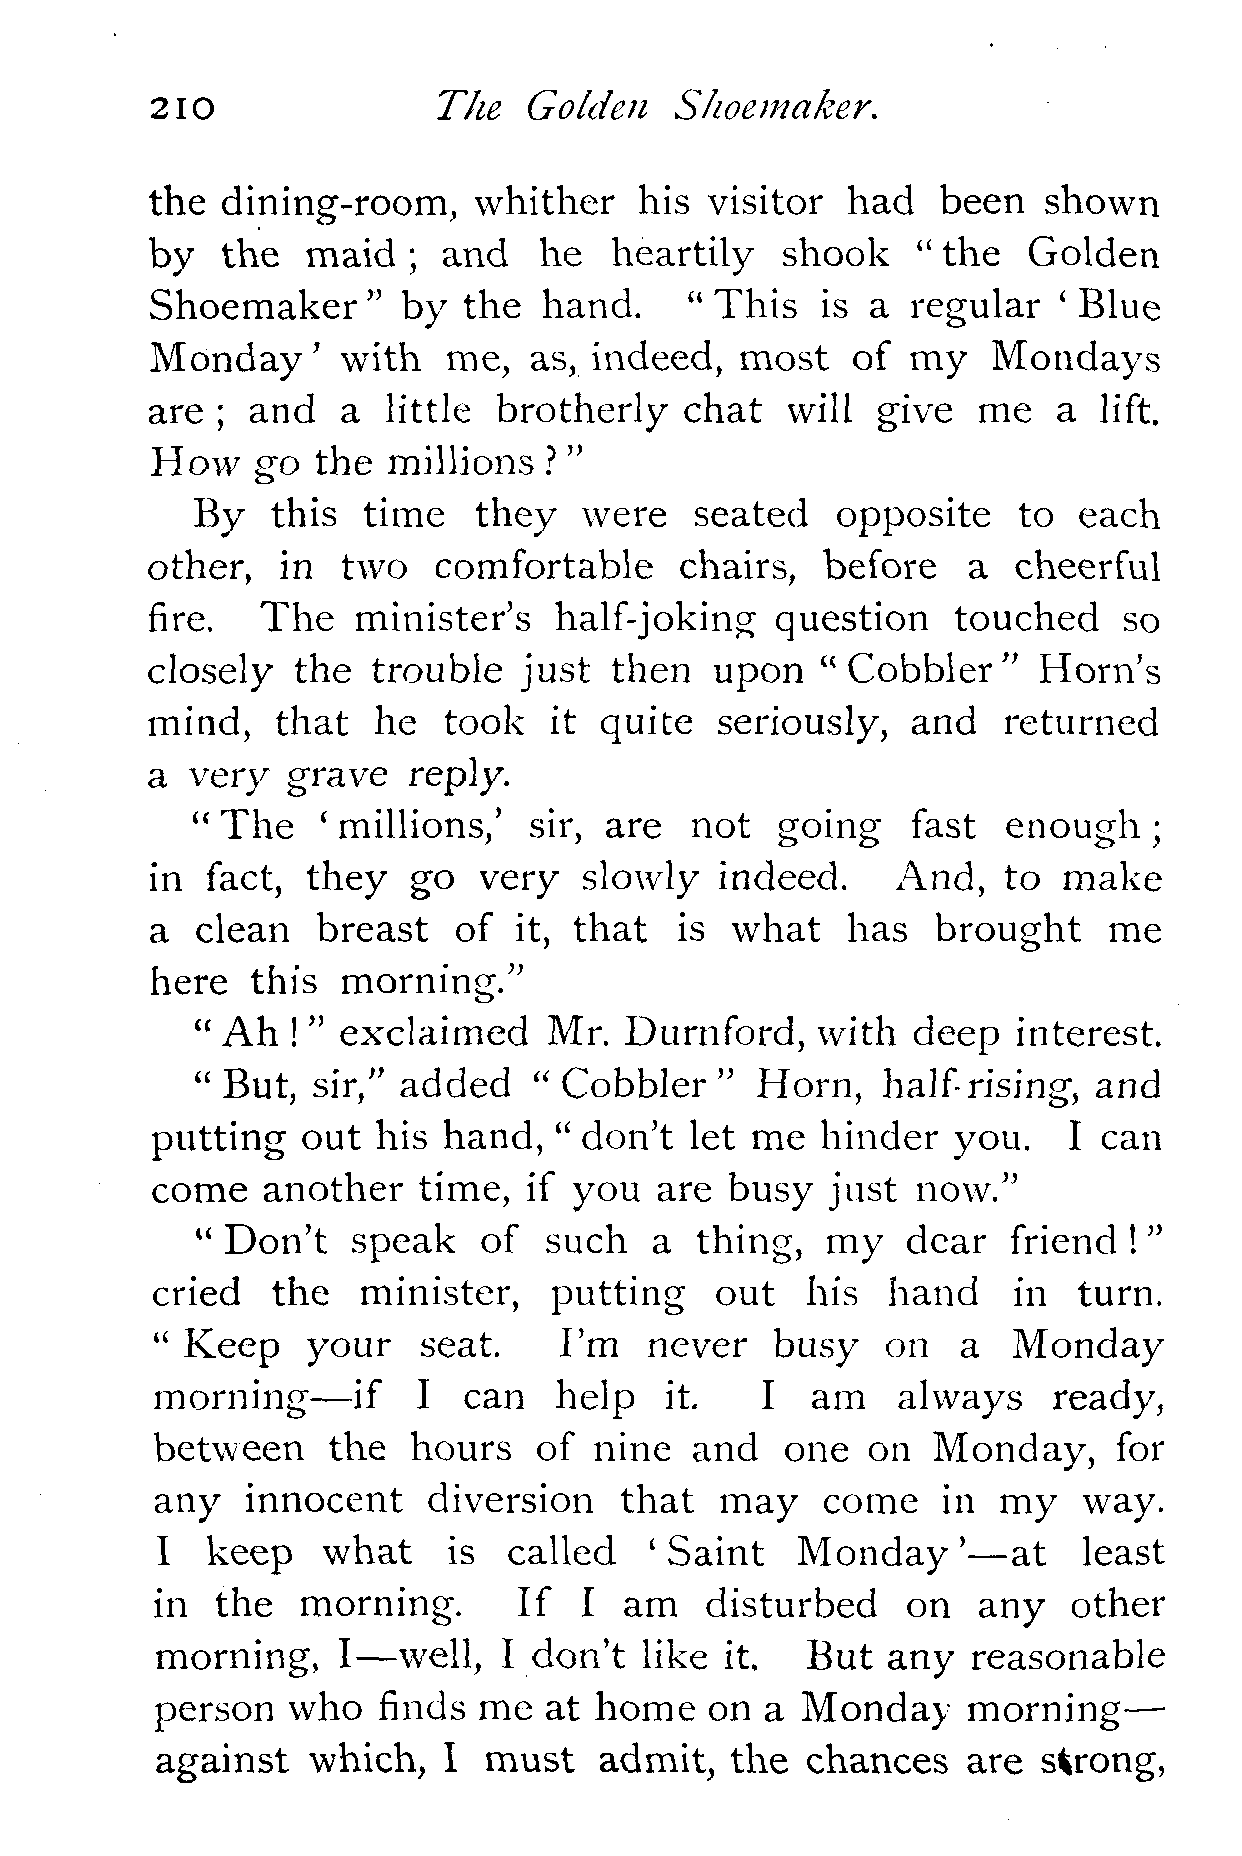 210 The Golden Shoemaker.
the dining-room, whither his visitor had been shown
by the maid ; and he heartily shook " the Golden
Shoemaker " by the hand. " This is a regular ‘ Blue
Monday ’ with me, as, indeed, most of my Mondays
are ; and a little brotherly chat will give me a lift.
How go the millions ? "
By this time they were seated opposite to each
other, in two comfortable chairs, before a cheerful
fire. The minister's half-joking question touched so
closely the trouble just then upon " Cobbler " Horn's
mind, that he took it quite seriously, and returned
a very grave reply.
" The ‘ millions,’ sir, are not going fast enough ;
in fact, they go very slowly indeed. And, to make
a clean breast of it, that is what has brought me
here this morning."
" Ah ! " exclaimed Mr. Durnford, with deep interest.
" But, sir," added " Cobbler " Horn, half-rising, and
putting out his hand, " don't let me hinder you. I can
come another time, if you are busy just now."
" Don't speak of such a thing, my dear friend ! "
cried the minister, putting out his hand in turn.
" Keep your seat. I'm never busy on a Monday
morning—if I can help it. I am always ready,
between the hours of nine and one on Monday, for
any innocent diversion that may come in my way.
I keep what is called ‘ Saint Monday ’—at least
in the morning. If I am disturbed on any other
morning, I—well, I don't like it. But any reasonable
person who finds me at home on a Monday morning—
against which, I must admit, the chances are strong,